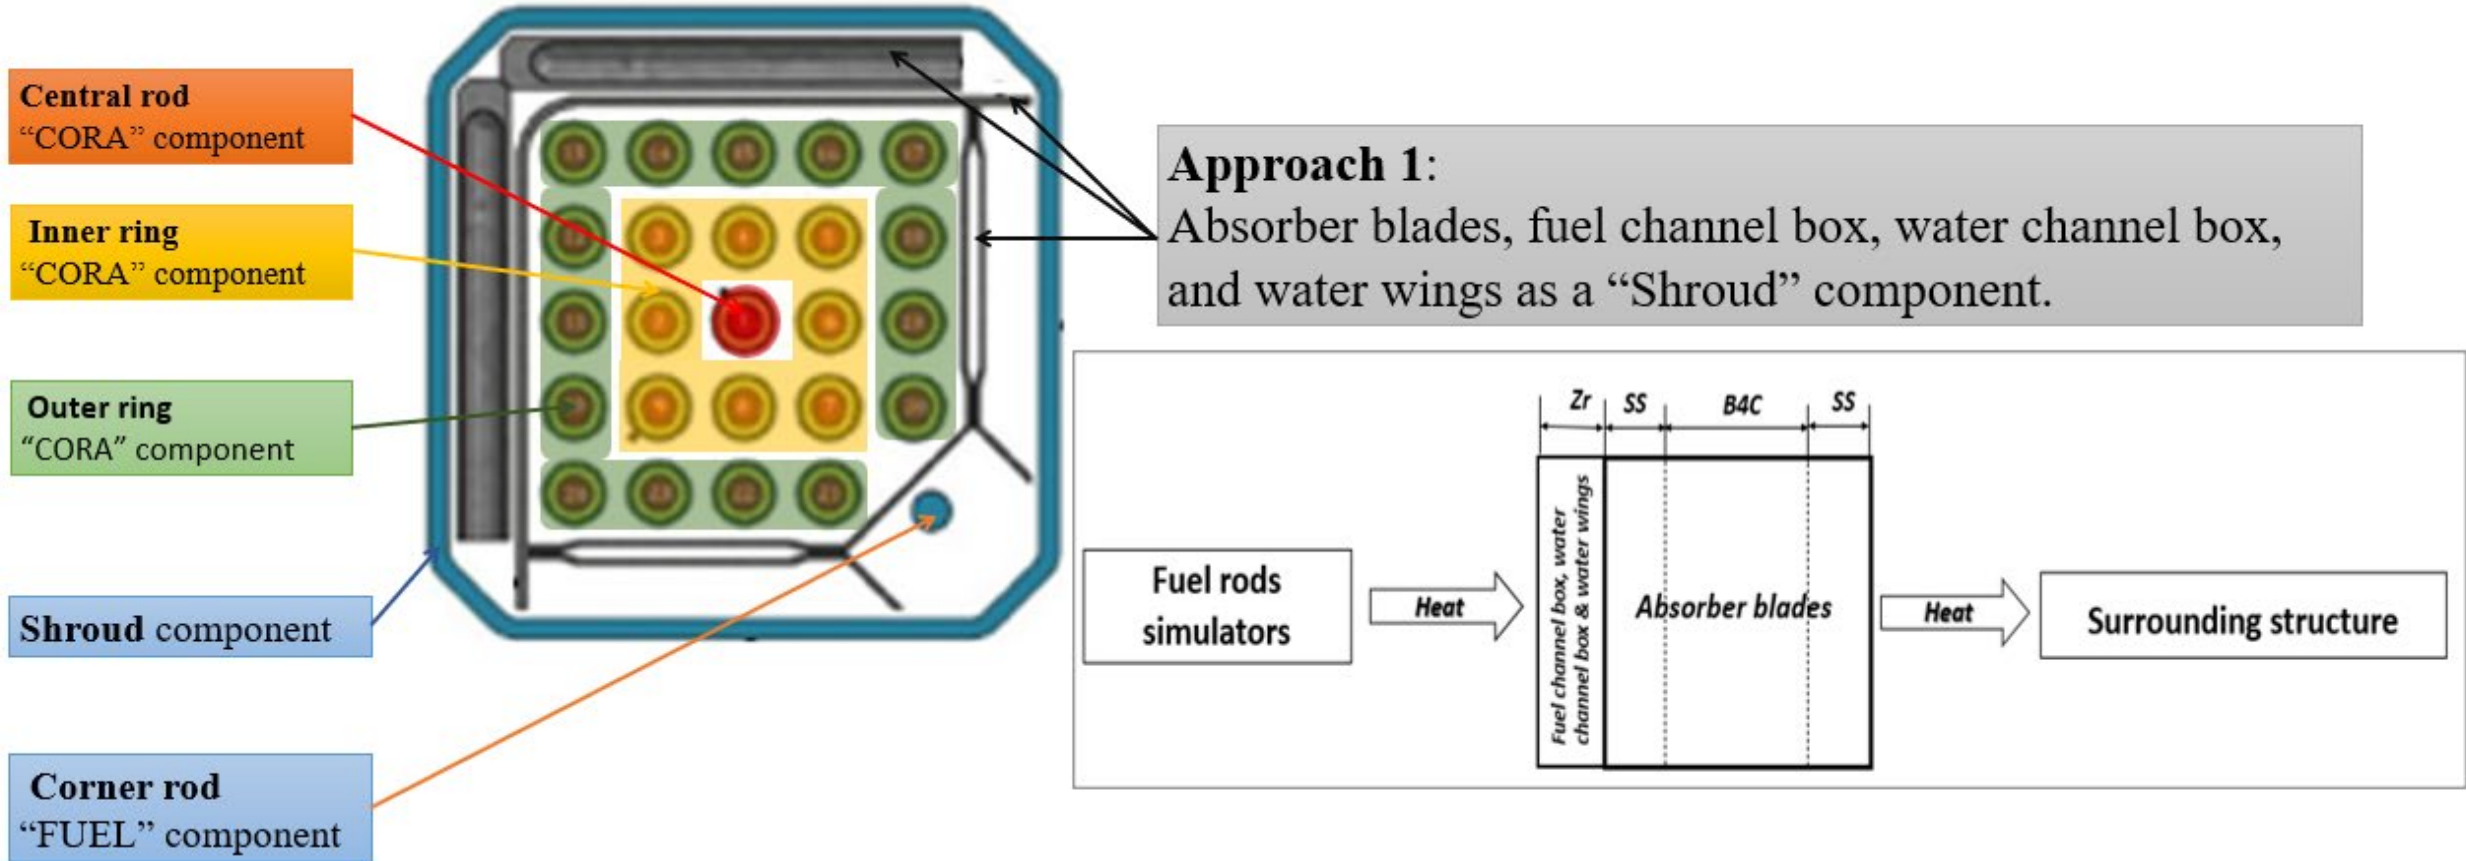 Central rod
“CORA” component
Inner ring
“CORA” component
Outer ring
“CORA” component
Shroud component
Corner rod
“FUEL” component
Approach 1:
Absorber blades, fuel channel box, water channel box,
and water wings as a “Shroud” component.
Zr SS B4C SS
Fuel rods
simulators
Heat
Fuel channel box, water
channel box & water wings
Absorber blades
Heat
Surrounding structure